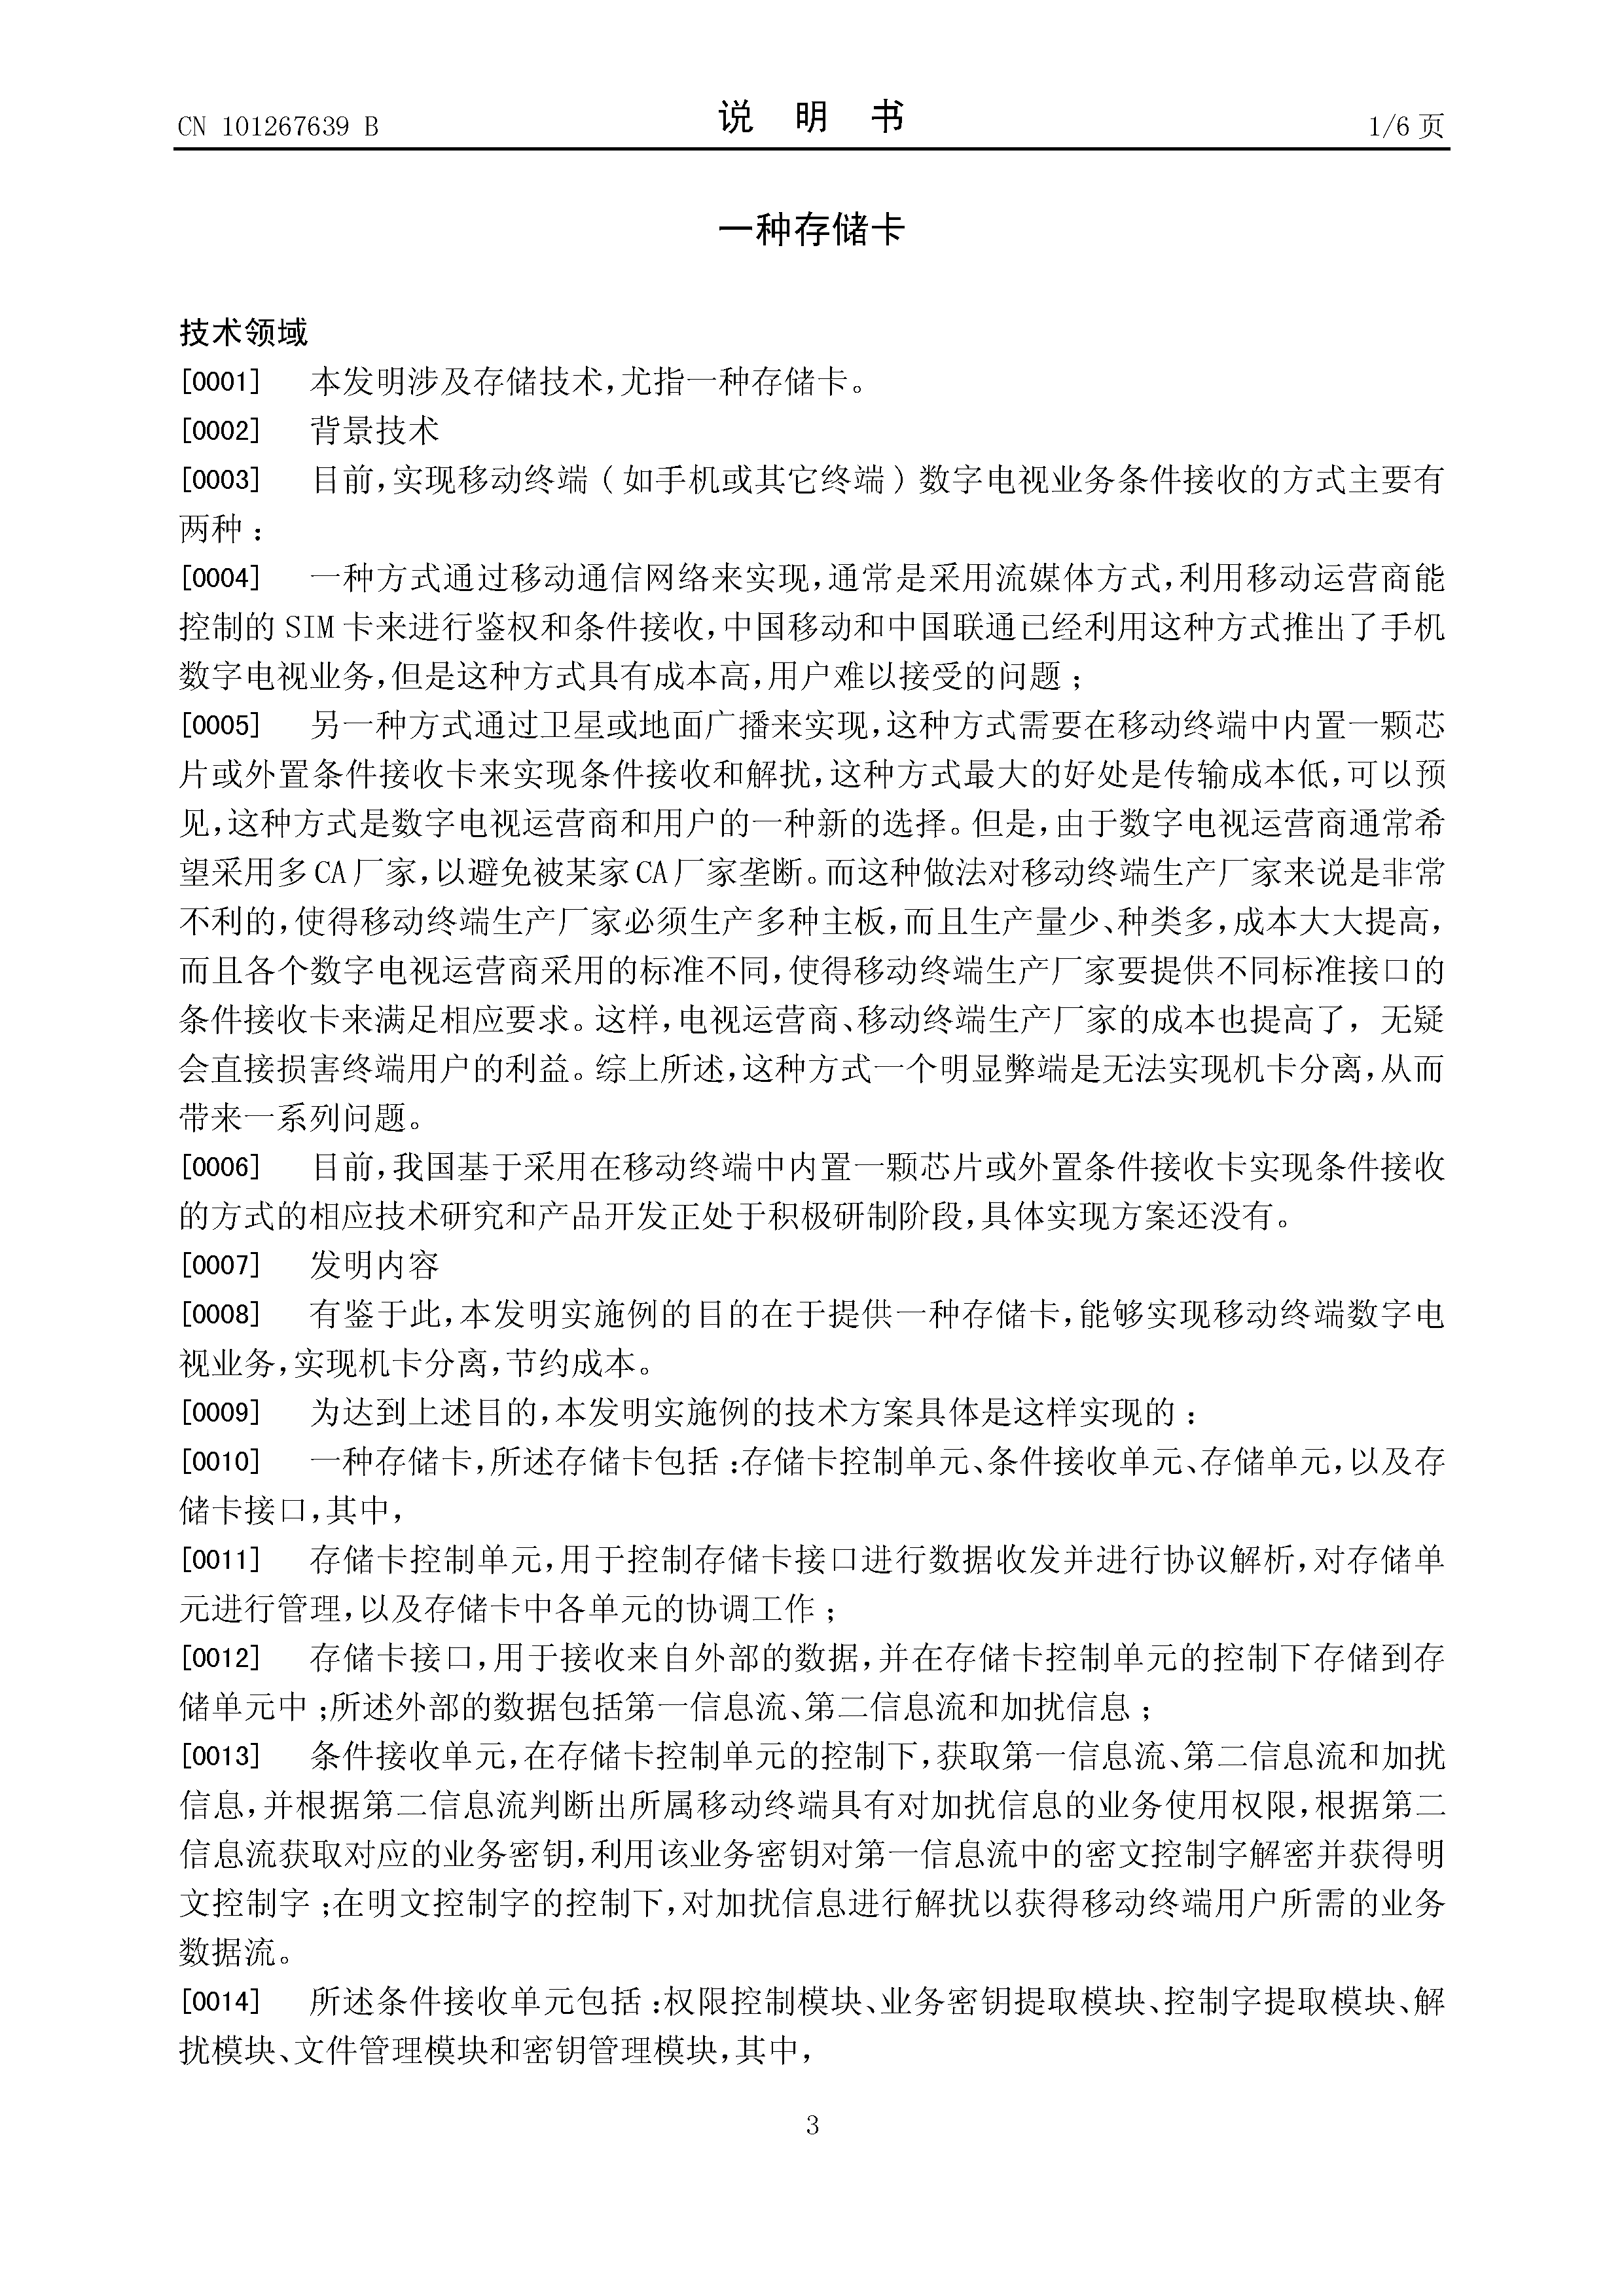 CN 101267639 B
说 明 书
1/6 页
一种存储卡
技术领域
[0001] 本发明涉及存储技术,尤指一种存储卡。
[0002] 背景技术
[0003] 目前,实现移动终端(如手机或其它终端)数字电视业务条件接收的方式主要有
两种:
[0004] 一种方式通过移动通信网络来实现,通常是采用流媒体方式,利用移动运营商能
控制的 SIM 卡来进行鉴权和条件接收,中国移动和中国联通已经利用这种方式推出了手机
数字电视业务,但是这种方式具有成本高,用户难以接受的问题;
[0005] 另一种方式通过卫星或地面广播来实现,这种方式需要在移动终端中内置一颗芯
片或外置条件接收卡来实现条件接收和解扰,这种方式最大的好处是传输成本低,可以预
见,这种方式是数字电视运营商和用户的一种新的选择。但是,由于数字电视运营商通常希
望采用多 CA 厂家,以避免被某家 CA 厂家垄断。而这种做法对移动终端生产厂家来说是非常
不利的,使得移动终端生产厂家必须生产多种主板,而且生产量少、种类多,成本大大提高,
而且各个数字电视运营商采用的标准不同,使得移动终端生产厂家要提供不同标准接口的
条件接收卡来满足相应要求。这样,电视运营商、移动终端生产厂家的成本也提高了,无疑
会直接损害终端用户的利益。综上所述,这种方式一个明显弊端是无法实现机卡分离,从而
带来一系列问题。
[0006] 目前,我国基于采用在移动终端中内置一颗芯片或外置条件接收卡实现条件接收
的方式的相应技术研究和产品开发正处于积极研制阶段,具体实现方案还没有。
[0007] 发明内容
[0008] 有鉴于此,本发明实施例的目的在于提供一种存储卡,能够实现移动终端数字电
视业务,实现机卡分离,节约成本。
[0009] 为达到上述目的,本发明实施例的技术方案具体是这样实现的:
[0010] 一种存储卡,所述存储卡包括:存储卡控制单元、条件接收单元、存储单元,以及存
储卡接口,其中,
[0011] 存储卡控制单元,用于控制存储卡接口进行数据收发并进行协议解析,对存储单
元进行管理,以及存储卡中各单元的协调工作;
[0012] 存储卡接口,用于接收来自外部的数据,并在存储卡控制单元的控制下存储到存
储单元中;所述外部的数据包括第一信息流、第二信息流和加扰信息;
[0013] 条件接收单元,在存储卡控制单元的控制下,获取第一信息流、第二信息流和加扰
信息,并根据第二信息流判断出所属移动终端具有对加扰信息的业务使用权限,根据第二
信息流获取对应的业务密钥,利用该业务密钥对第一信息流中的密文控制字解密并获得明
文控制字;在明文控制字的控制下,对加扰信息进行解扰以获得移动终端用户所需的业务
数据流。
[0014] 所述条件接收单元包括:权限控制模块、业务密钥提取模块、控制字提取模块、解
扰模块、文件管理模块和密钥管理模块,其中,
3